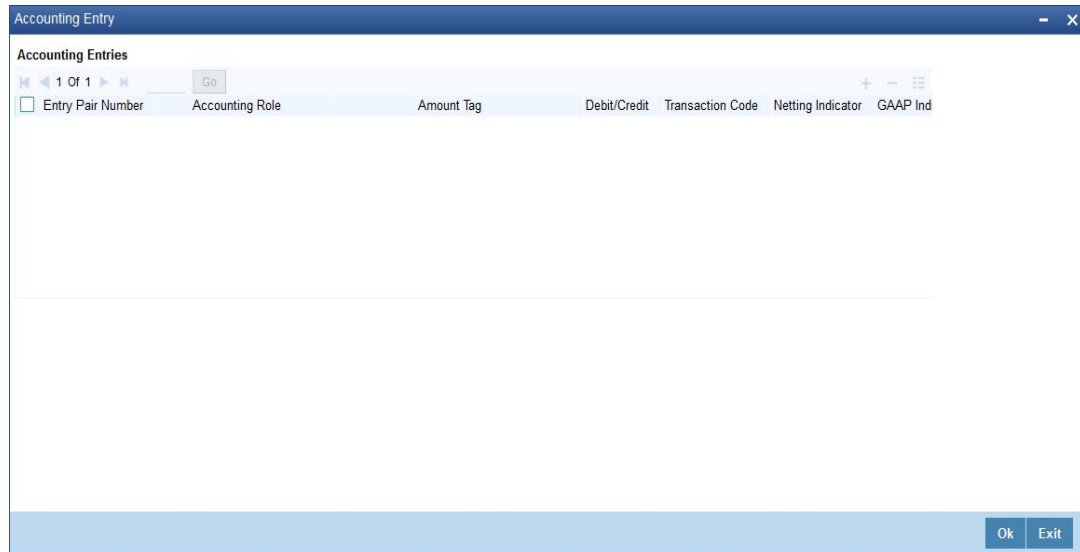 Accounting Entry
Accounting Entries
1 Of 1 Go
Entry Pair Number Accounting Role Amount Tag Debit/Credit Transaction Code Netting Indicator GAAP Ind
Ok Exit